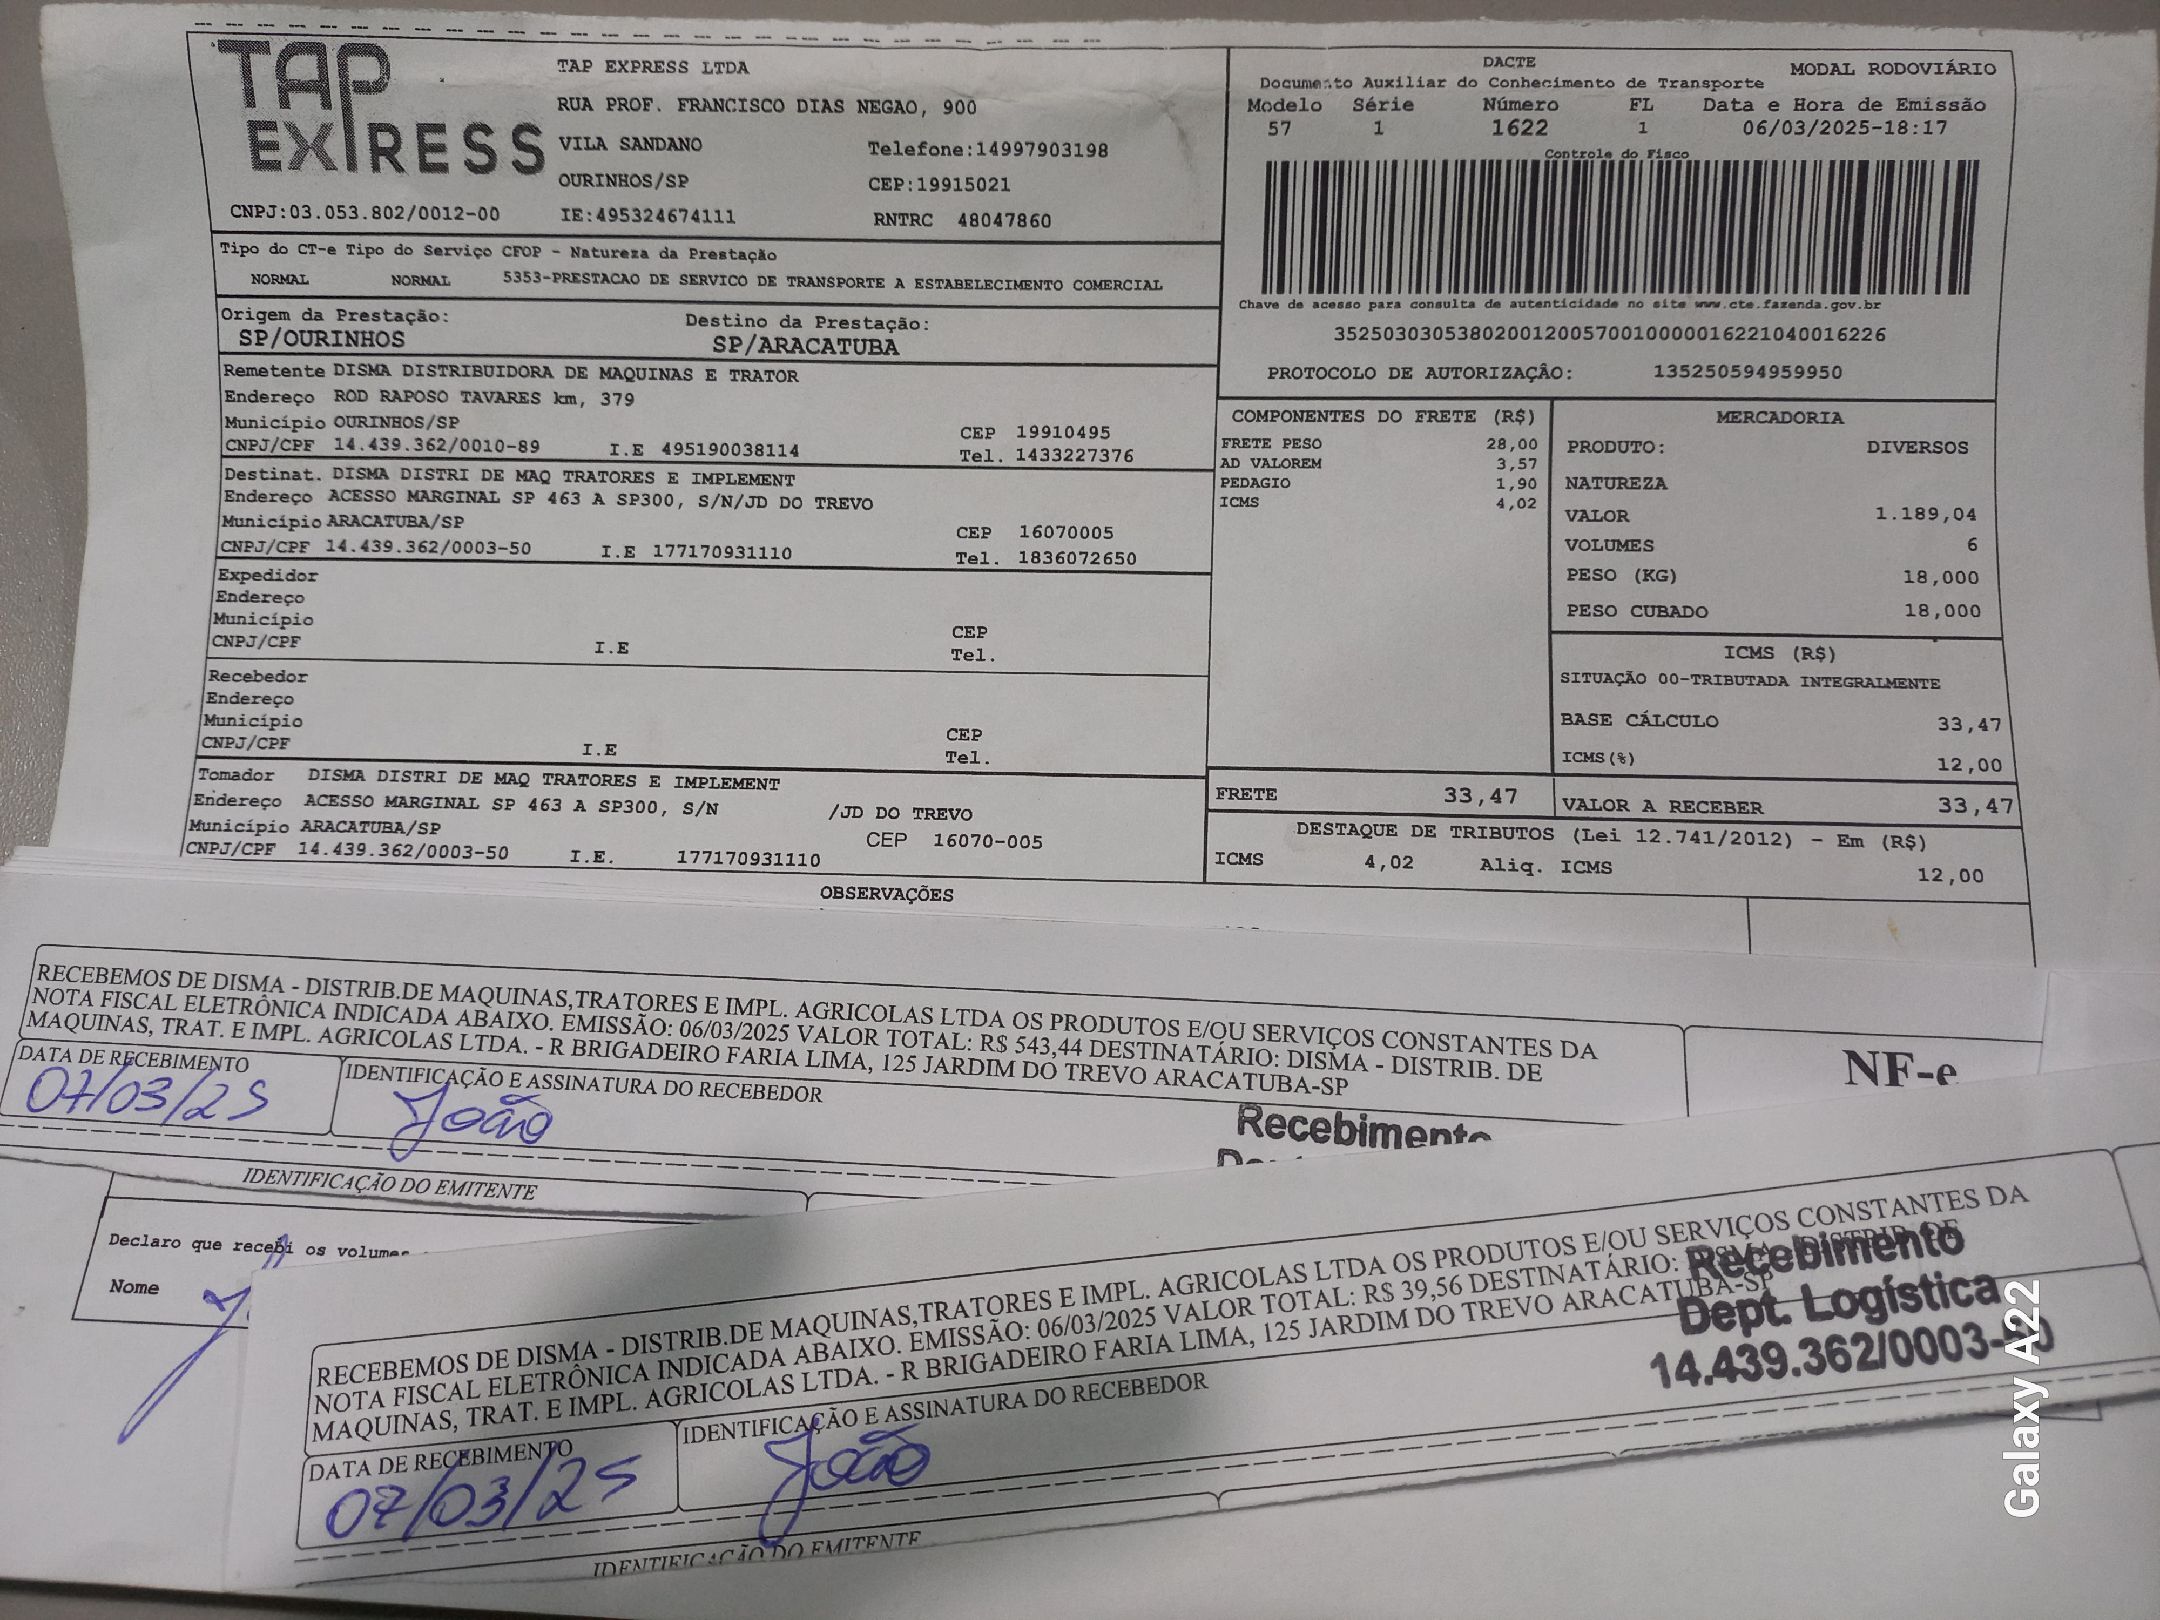 TAP EXPRESS
TAP EXPRESS LTDA
RUA PROF. FRANCISCO DIAS NEGAO, 900
VILA SANDANO Telefone:14997903198
OURINHOS/SP CEP:19915021
CNPJ:03.053.802/0012-00 IE:495324674111 RNTRC 48047860
DACTE
Documento Auxiliar do Conhecimento de Transporte MODAL RODOVIÁRIO
Modelo Série Número FL Data e Hora de Emissão
57 1 1622 1 06/03/2025-18:17
Controle do Fisco
Chave de acesso para consulta de autenticidade no site www.cte.fazenda.gov.br
35250303053802001200570010000016221040016226
PROTOCOLO DE AUTORIZAÇÃO: 135250594959950
Tipo do CT-e Tipo do Serviço CFOP - Natureza da Prestação
NORMAL NORMAL 5353-PRESTACAO DE SERVICO DE TRANSPORTE A ESTABELECIMENTO COMERCIAL
Origem da Prestação: Destino da Prestação:
SP/OURINHOS SP/ARACATUBA
Remetente DISMA DISTRIBUIDORA DE MAQUINAS E TRATOR
Endereço ROD RAPOSO TAVARES km, 379
Município OURINHOS/SP CEP 19910495
CNPJ/CPF 14.439.362/0010-89 I.E 495190038114 Tel. 1433227376
Destinat. DISMA DISTRI DE MAQ TRATORES E IMPLEMENT
Endereço ACESSO MARGINAL SP 463 A SP300, S/N/JD DO TREVO
Município ARACATUBA/SP CEP 16070005
CNPJ/CPF 14.439.362/0003-50 I.E 177170931110 Tel. 1836072650
Expedidor
Endereço
Município CEP
CNPJ/CPF I.E Tel.
Recebedor
Endereço
Município CEP
CNPJ/CPF I.E Tel.
Tomador DISMA DISTRI DE MAQ TRATORES E IMPLEMENT
Endereço ACESSO MARGINAL SP 463 A SP300, S/N /JD DO TREVO
Município ARACATUBA/SP CEP 16070-005
CNPJ/CPF 14.439.362/0003-50 I.E. 177170931110
COMPONENTES DO FRETE (R$)
FRETE PESO 28,00
AD VALOREM 3,57
PEDAGIO 1,90
ICMS 4,02
MERCADORIA
PRODUTO: DIVERSOS
NATUREZA
VALOR 1.189,04
VOLUMES 6
PESO (KG) 18,000
PESO CUBADO 18,000
ICMS (R$)
SITUAÇÃO 00-TRIBUTADA INTEGRALMENTE
BASE CÁLCULO 33,47
ICMS(%) 12,00
FRETE 33,47 VALOR A RECEBER 33,47
DESTAQUE DE TRIBUTOS (Lei 12.741/2012) - Em (R$)
ICMS 4,02 Aliq. ICMS 12,00
OBSERVAÇÕES
RECEBEMOS DE DISMA - DISTRIB.DE MAQUINAS,TRATORES E IMPL. AGRICOLAS LTDA OS PRODUTOS E/OU SERVIÇOS CONSTANTES DA
NOTA FISCAL ELETRÔNICA INDICADA ABAIXO. EMISSÃO: 06/03/2025 VALOR TOTAL: R$ 543,44 DESTINATÁRIO: DISMA - DISTRIB. DE
MAQUINAS, TRAT. E IMPL. AGRICOLAS LTDA. - R BRIGADEIRO FARIA LIMA, 125 JARDIM DO TREVO ARACATUBA-SP
NF-e
DATA DE RECEBIMENTO IDENTIFICAÇÃO E ASSINATURA DO RECEBEDOR
07/03/25 João
Recebimento
IDENTIFICAÇÃO DO EMITENTE
Declaro que recebi os volumes
Nome
RECEBEMOS DE DISMA - DISTRIB.DE MAQUINAS,TRATORES E IMPL. AGRICOLAS LTDA OS PRODUTOS E/OU SERVIÇOS CONSTANTES DA
NOTA FISCAL ELETRÔNICA INDICADA ABAIXO. EMISSÃO: 06/03/2025 VALOR TOTAL: R$ 39,56 DESTINATÁRIO: DISMA - DISTRIB. DE
MAQUINAS, TRAT. E IMPL. AGRICOLAS LTDA. - R BRIGADEIRO FARIA LIMA, 125 JARDIM DO TREVO ARACATUBA-SP
Recebimento
Dept. Logística
14.439.362/0003-50
DATA DE RECEBIMENTO IDENTIFICAÇÃO E ASSINATURA DO RECEBEDOR
07/03/25 João
IDENTIFICAÇÃO DO EMITENTE
Galaxy A22